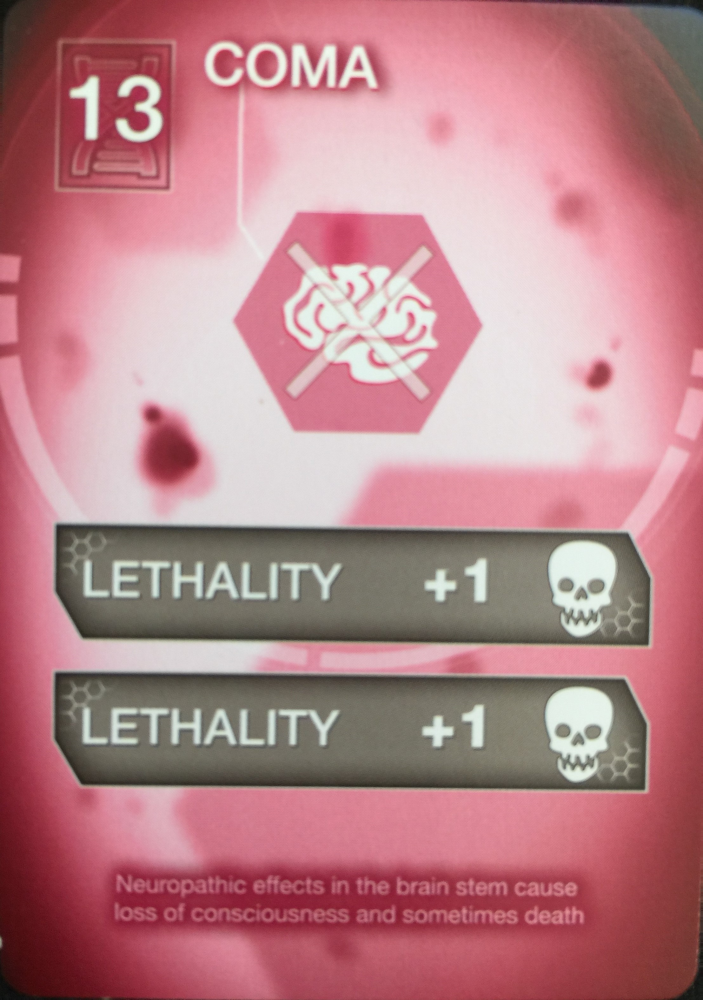 13
COMA
LETHALITY +1
LETHALITY +1
Neuropathic effects in the brain stem cause
loss of consciousness and sometimes death